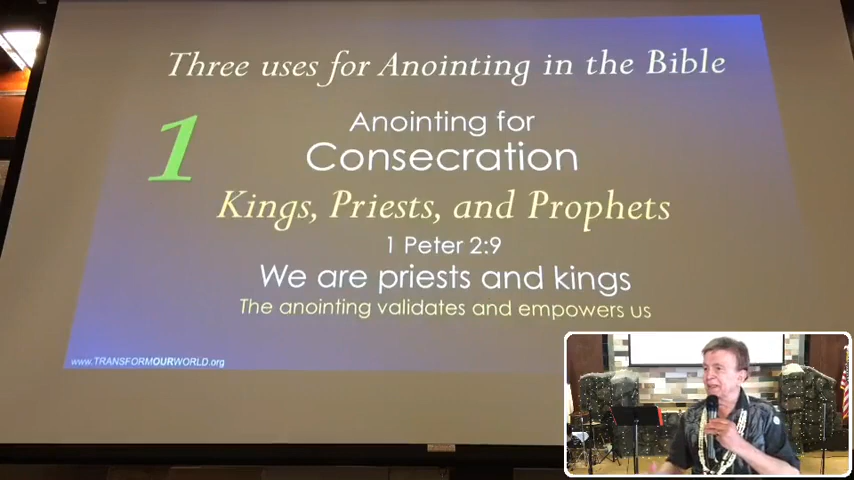 Three uses for Anointing in the Bible
1
Anointing for
Consecration
Kings, Priests, and Prophets
1 Peter 2:9
We are priests and kings
The anointing validates and empowers us
www.TRANSFORMOURWORLD.org